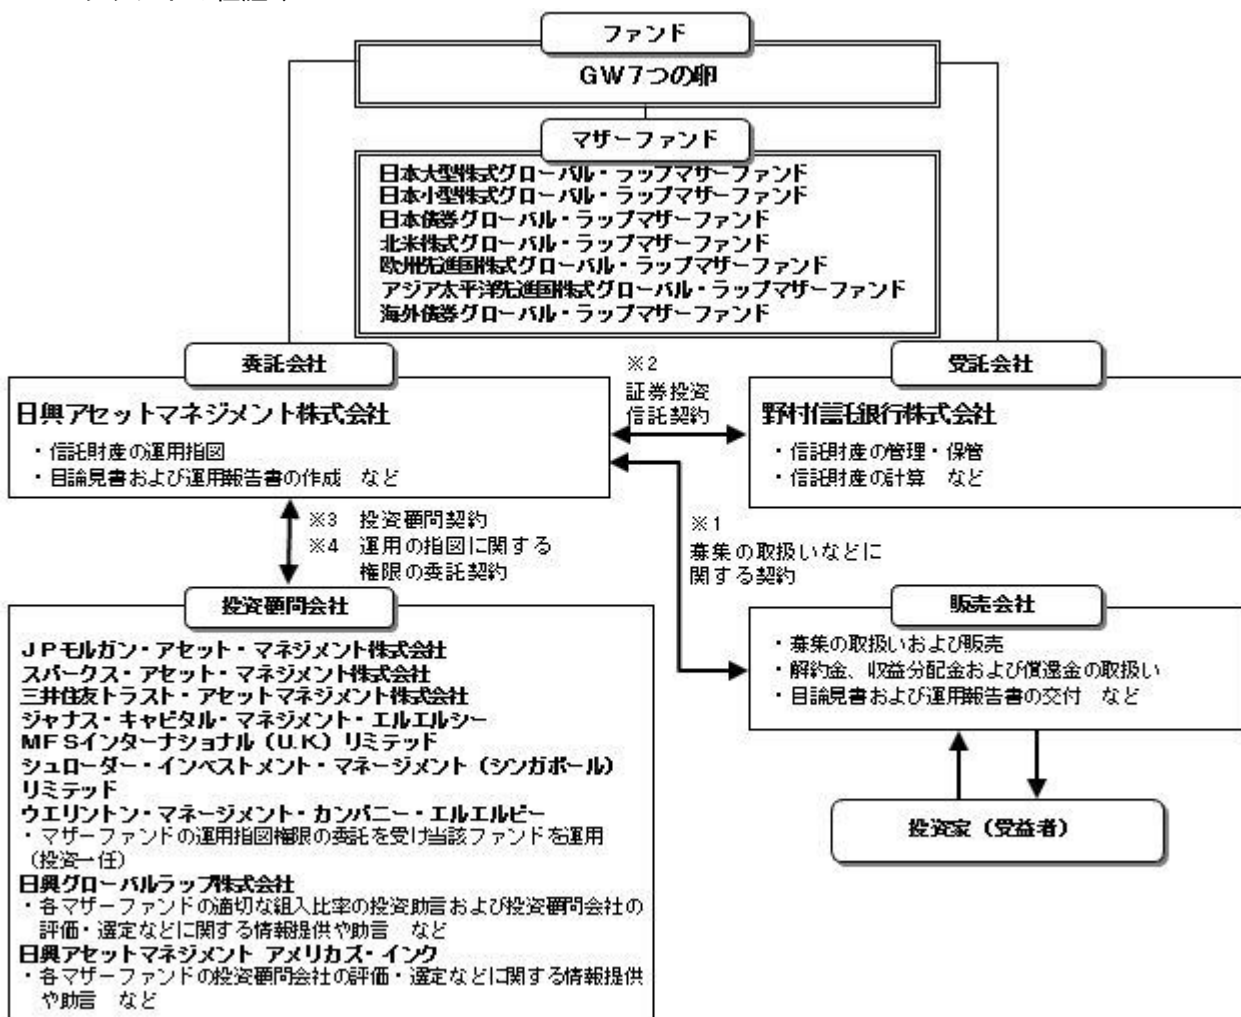 ファンド
GW7つの卵
マザーファンド
日本大型株式グローバル・ラップマザーファンド
日本小型株式グローバル・ラップマザーファンド
日本債券グローバル・ラップマザーファンド
北米株式グローバル・ラップマザーファンド
欧州先進国株式グローバル・ラップマザーファンド
アジア太平洋先進国株式グローバル・ラップマザーファンド
海外債券グローバル・ラップマザーファンド
委託会社
日興アセットマネジメント株式会社
・信託財産の運用指図
・目論見書および運用報告書の作成 など
※2
証券投資
信託契約
受託会社
野村信託銀行株式会社
・信託財産の管理・保管
・信託財産の計算 など
※3 投資顧問契約
※4 運用の指図に関する
権限の委託契約
※1
募集の取扱いなどに
関する契約
投資顧問会社
JPモルガン・アセット・マネジメント株式会社
スパークス・アセット・マネジメント株式会社
三井住友トラスト・アセットマネジメント株式会社
ジャナス・キャピタル・マネジメント・エルエルシー
MFSインターナショナル(U.K)リミテッド
シュローダー・インベストメント・マネージメント(シンガポール)
リミテッド
ウエリントン・マネージメント・カンパニー・エルエルピー
・マザーファンドの運用指図権限の委託を受け当該ファンドを運用
(投資一任)
日興グローバルラップ株式会社
・各マザーファンドの適切な組入比率の投資助言および投資顧問会社の
評価・選定などに関する情報提供や助言 など
日興アセットマネジメント アメリカズ・インク
・各マザーファンドの投資顧問会社の評価・選定などに関する情報提供
や助言 など
販売会社
・募集の取扱いおよび販売
・解約金、収益分配金および償還金の取扱い
・目論見書および運用報告書の交付 など
投資家(受益者)